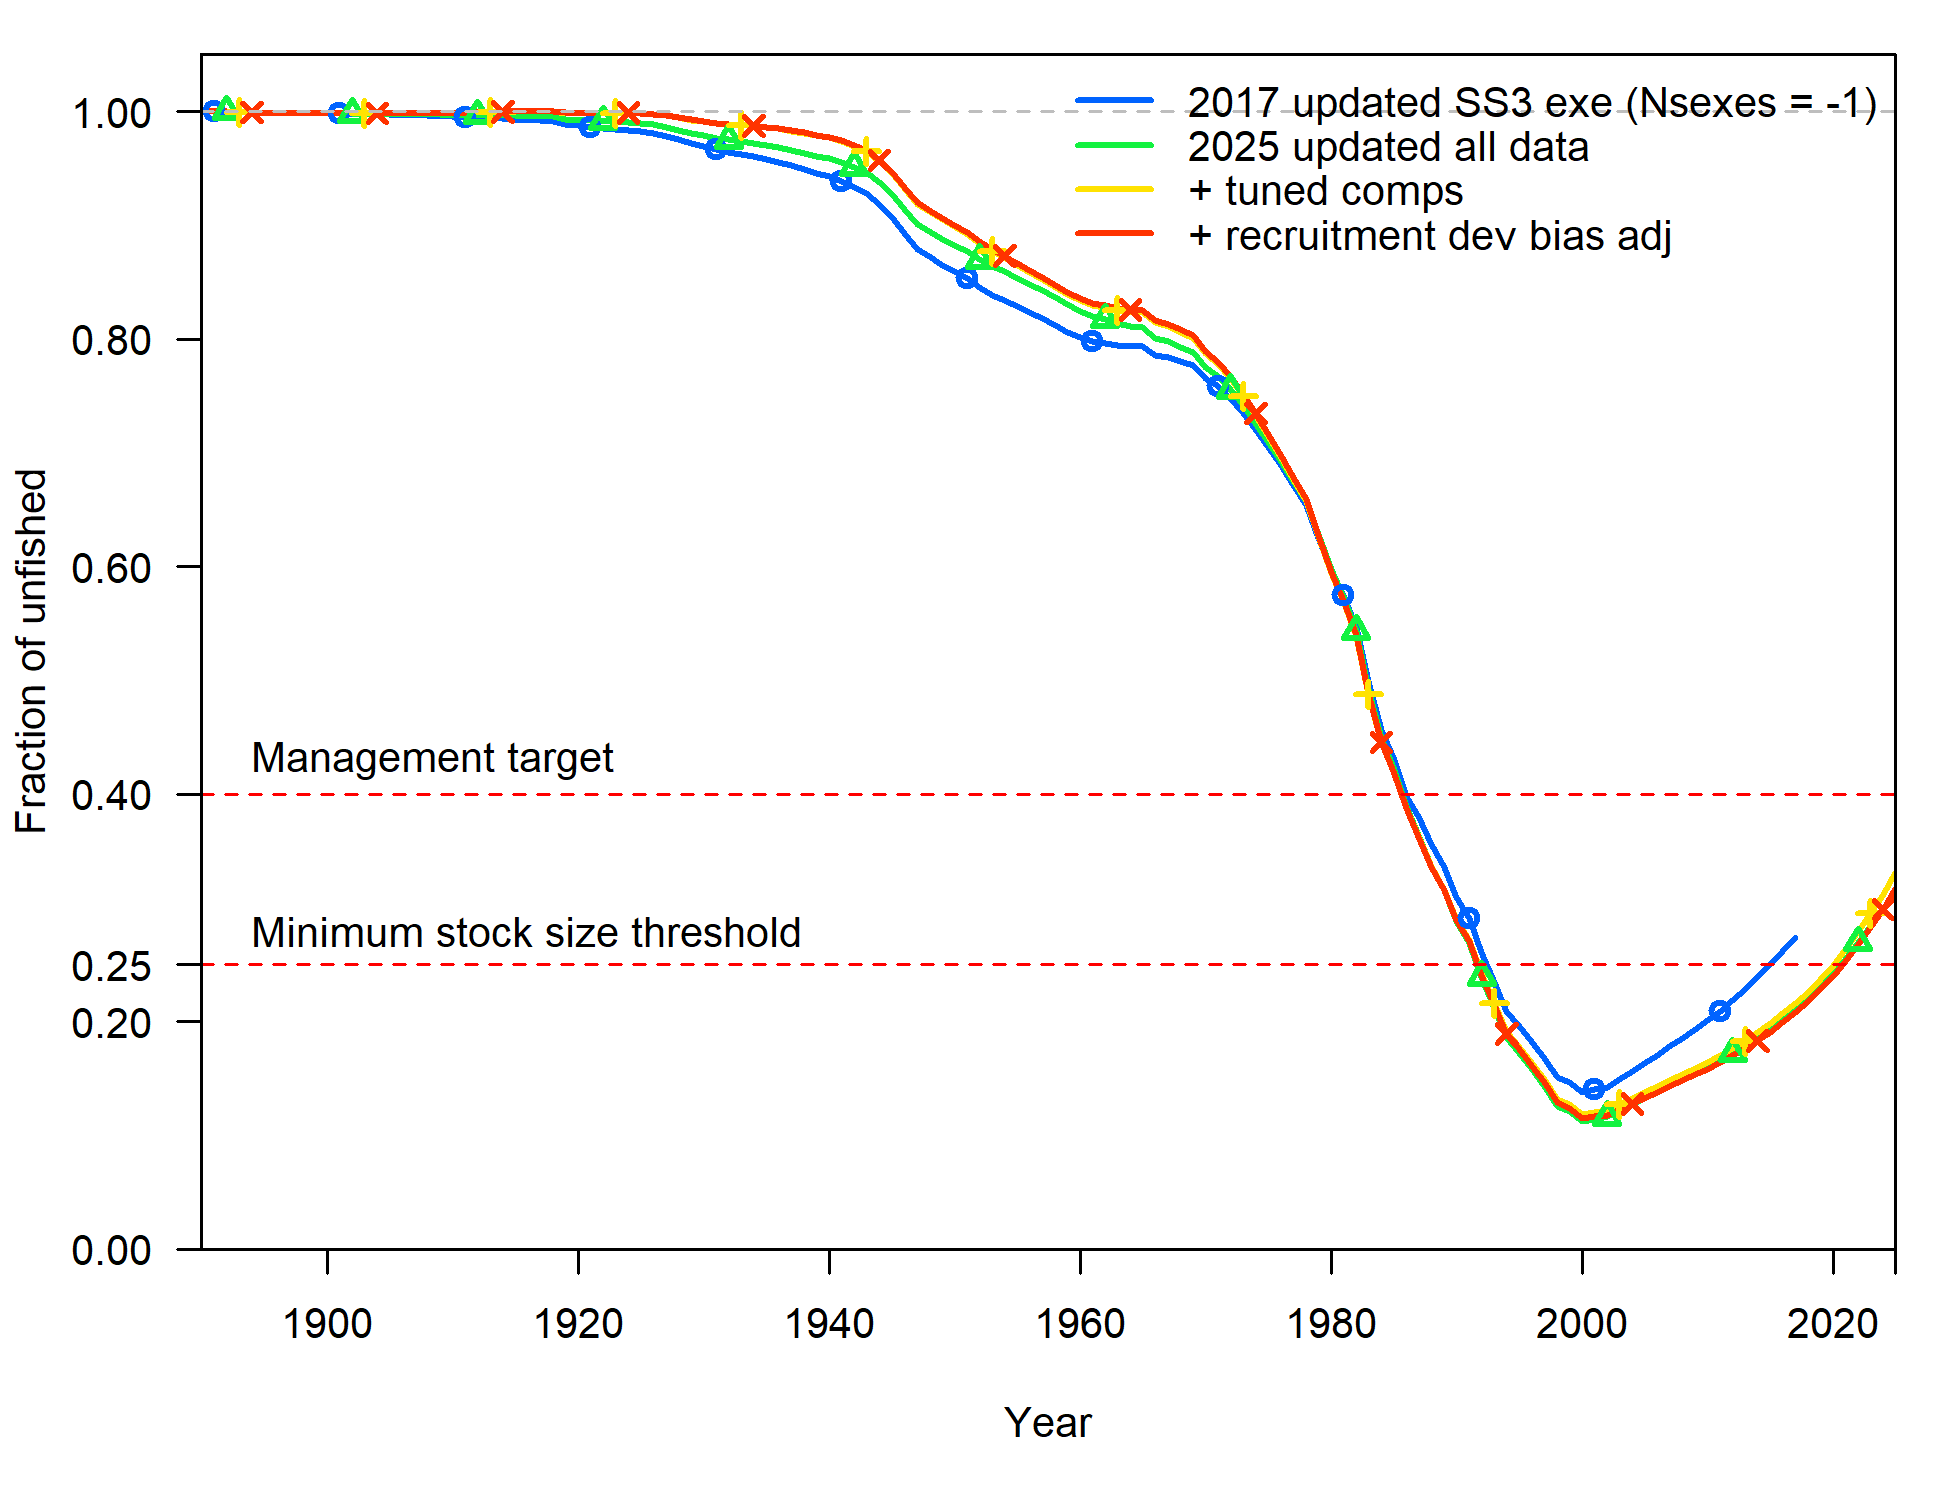 2017 updated SS3 exe (Nsexes = -1)
2025 updated all data
+ tuned comps
+ recruitment dev bias adj
1.00
0.80
0.60
0.40
0.25
0.20
0.00
Fraction of unfished
Management target
Minimum stock size threshold
1900 1920 1940 1960 1980 2000 2020
Year